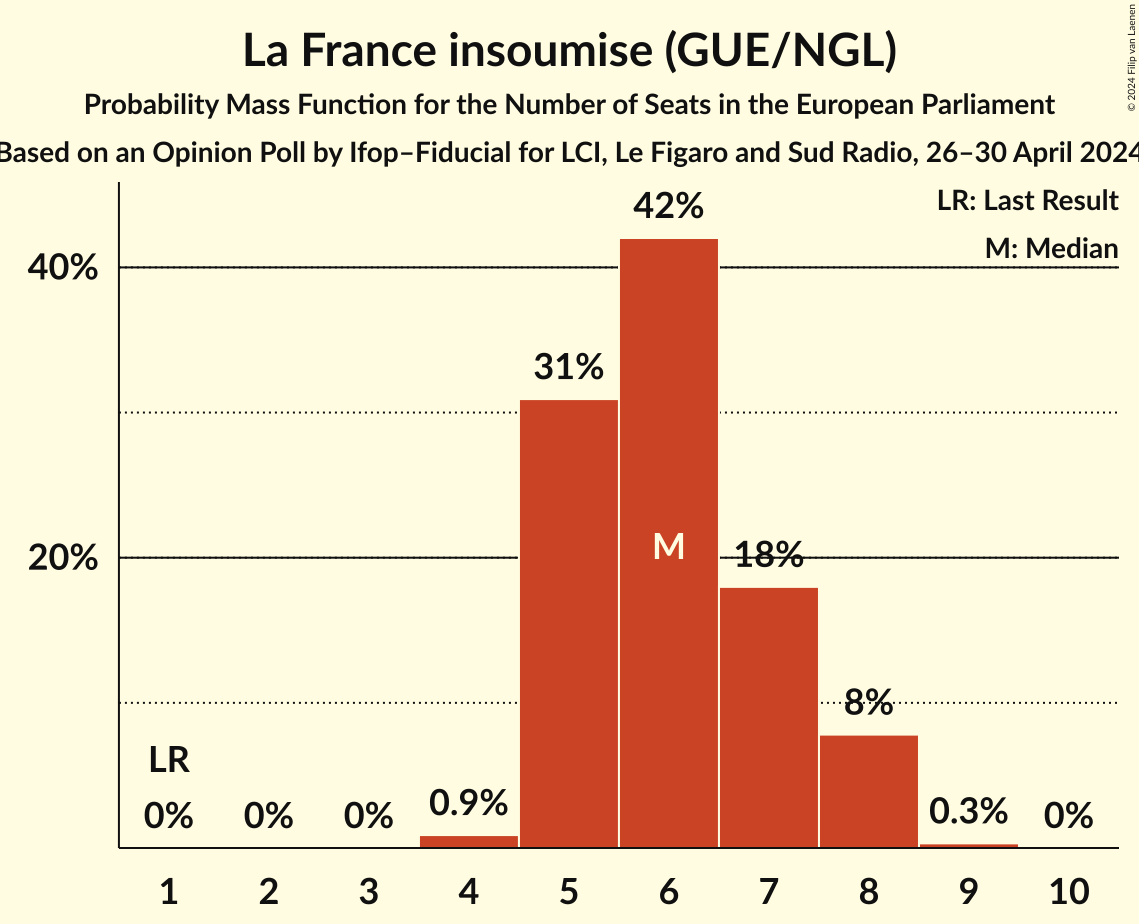 La France insoumise (GUE/NGL)
Probability Mass Function for the Number of Seats in the European Parliament
Based on an Opinion Poll by Ifop–Fiducial for LCI, Le Figaro and Sud Radio, 26–30 April 2024
© 2024 Filip van Laenen
LR: Last Result
M: Median
40%
20%
42%
31%
M
18%
8%
LR
0%
0%
0%
0.9%
0.3%
0%
1 2 3 4 5 6 7 8 9 10